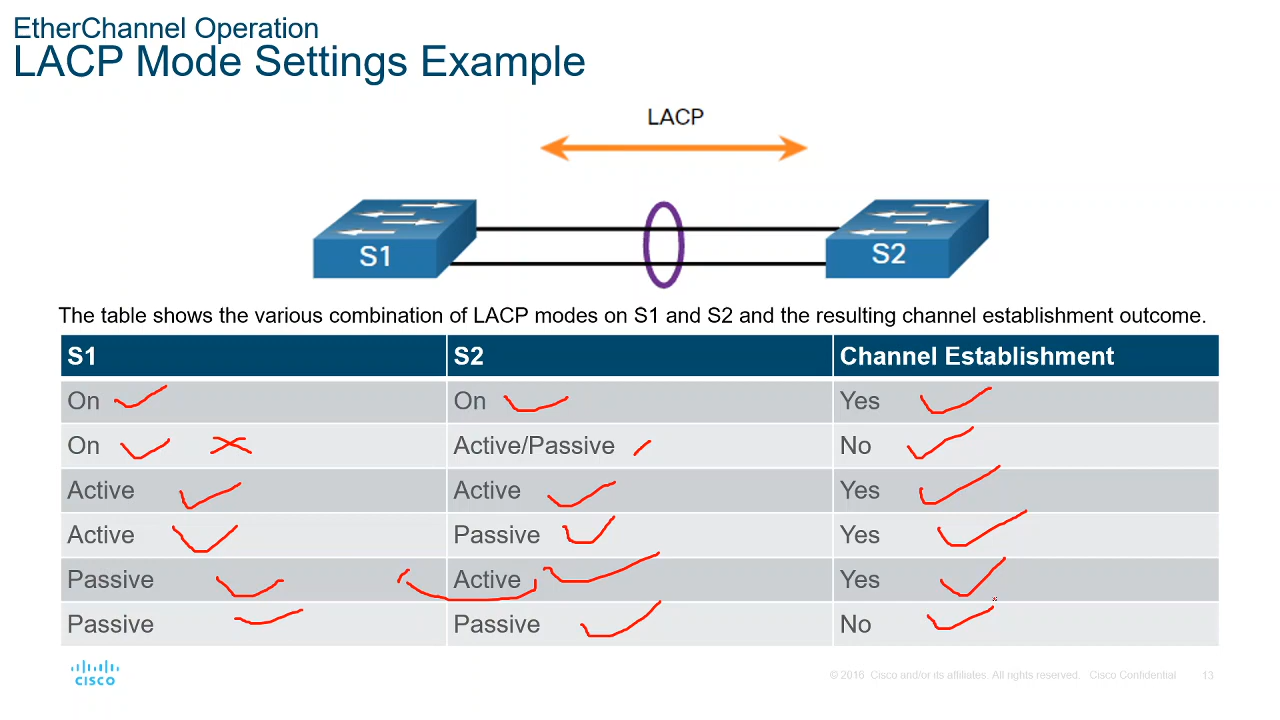 EtherChannel Operation
LACP Mode Settings Example
LACP
S1
S2
The table shows the various combination of LACP modes on S1 and S2 and the resulting channel establishment outcome.
S1 S2 Channel Establishment
On On Yes
On Active/Passive No
Active Active Yes
Active Passive Yes
Passive Active Yes
Passive Passive No
CISCO
© 2016 Cisco and/or its affiliates. All rights reserved. Cisco Confidential 13